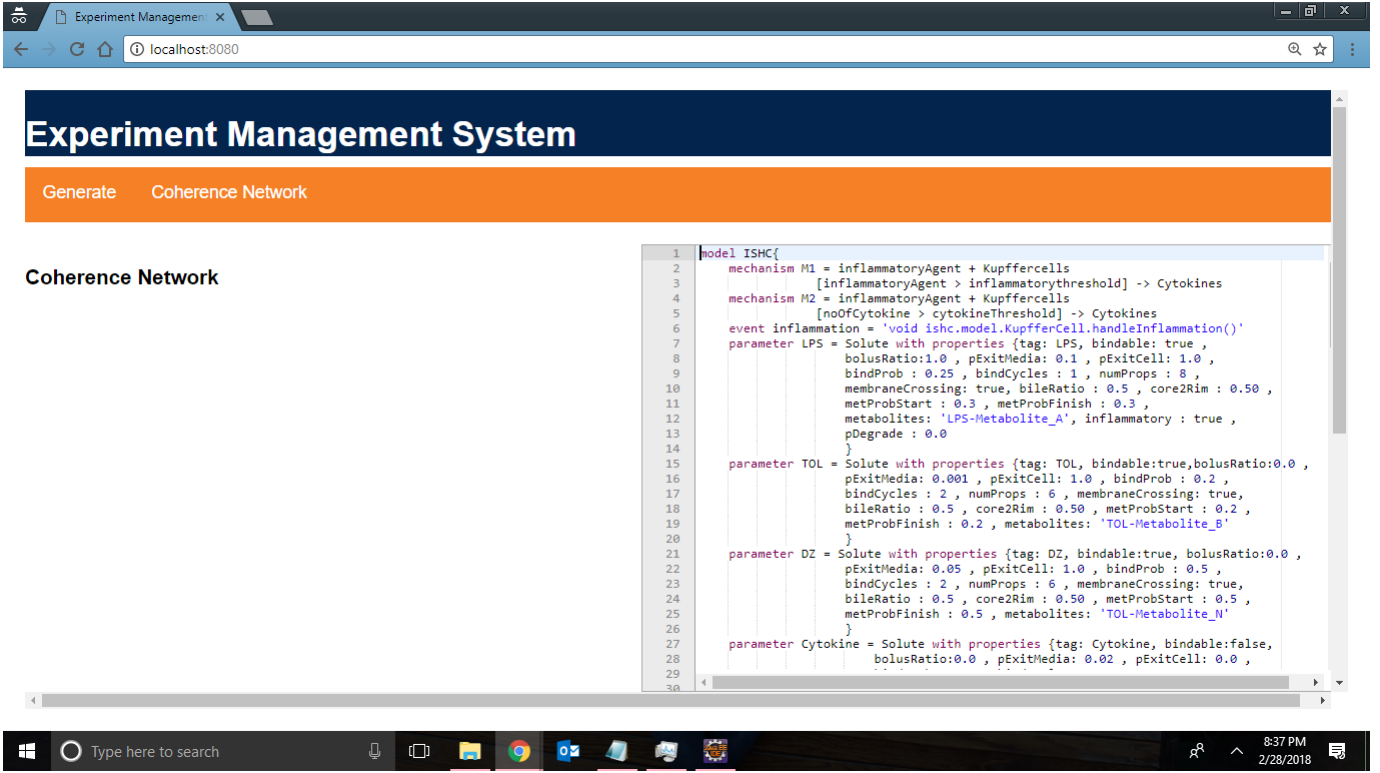 Experiment Management
localhost:8080
Experiment Management System
Generate Coherence Network
Coherence Network
1 model ISHC{
2 mechanism M1 = inflammatoryAgent + Kupffercells
3 [inflammatoryAgent > inflammatorythreshold] -> Cytokines
4 mechanism M2 = inflammatoryAgent + Kupffercells
5 [noOfCytokine > cytokineThreshold] -> Cytokines
6 event inflammation = 'void ishc.model.KupfferCell.handleInflammation()'
7 parameter LPS = Solute with properties {tag: LPS, bindable: true ,
8 bolusRatio:1.0 , pExitMedia: 0.1 , pExitCell: 1.0 ,
9 bindProb : 0.25 , bindCycles : 1 , numProps : 8 ,
10 membraneCrossing: true, bileRatio : 0.5 , core2Rim : 0.50 ,
11 metProbStart : 0.3 , metProbFinish : 0.3 ,
12 metabolites: 'LPS-Metabolite_A', inflammatory : true ,
13 pDegrade : 0.0
14 }
15 parameter TOL = Solute with properties {tag: TOL, bindable:true,bolusRatio:0.0 ,
16 pExitMedia: 0.001 , pExitCell: 1.0 , bindProb : 0.2 ,
17 bindCycles : 2 , numProps : 6 , membraneCrossing: true,
18 bileRatio : 0.5 , core2Rim : 0.50 , metProbStart : 0.2 ,
19 metProbFinish : 0.2 , metabolites: 'TOL-Metabolite_B'
20 }
21 parameter DZ = Solute with properties {tag: DZ, bindable:true, bolusRatio:0.0 ,
22 pExitMedia: 0.05 , pExitCell: 1.0 , bindProb : 0.5 ,
23 bindCycles : 2 , numProps : 6 , membraneCrossing: true,
24 bileRatio : 0.5 , core2Rim : 0.50 , metProbStart : 0.5 ,
25 metProbFinish : 0.5 , metabolites: 'TOL-Metabolite_N'
26 }
27 parameter Cytokine = Solute with properties {tag: Cytokine, bindable:false,
28 bolusRatio:0.0 , pExitMedia: 0.02 , pExitCell: 0.0 ,
29
30
Type here to search
8:37 PM
2/28/2018